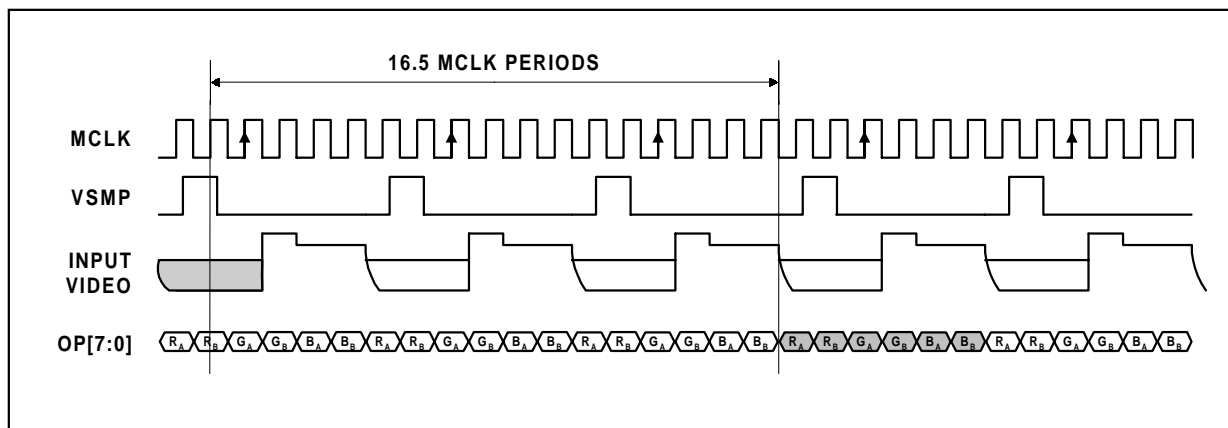 16.5 MCLK PERIODS
MCLK
VSMP
INPUT
VIDEO
OP[7:0] RA RB GA GB BA BB RA RB GA GB BA BB RA RB GA GB BA BB RA RB GA GB BA BB RA RB GA GB BA BB